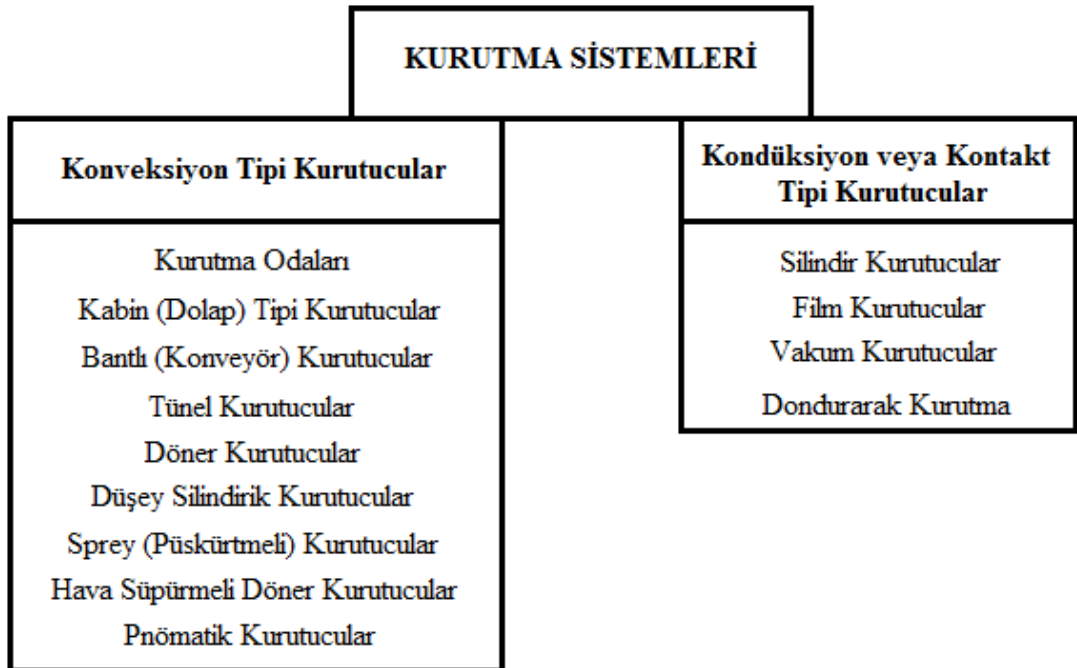 KURUTMA SİSTEMLERİ
Konveksiyon Tipi Kurutucular
Kurutma Odaları
Kabin (Dolap) Tipi Kurutucular
Bantlı (Konveyör) Kurutucular
Tünel Kurutucular
Döner Kurutucular
Düşey Silindirik Kurutucular
Sprey (Püskürtmeli) Kurutucular
Hava Süpürmeli Döner Kurutucular
Pnömatik Kurutucular
Kondüksiyon veya Kontakt
Tipi Kurutucular
Silindir Kurutucular
Film Kurutucular
Vakum Kurutucular
Dondurarak Kurutma